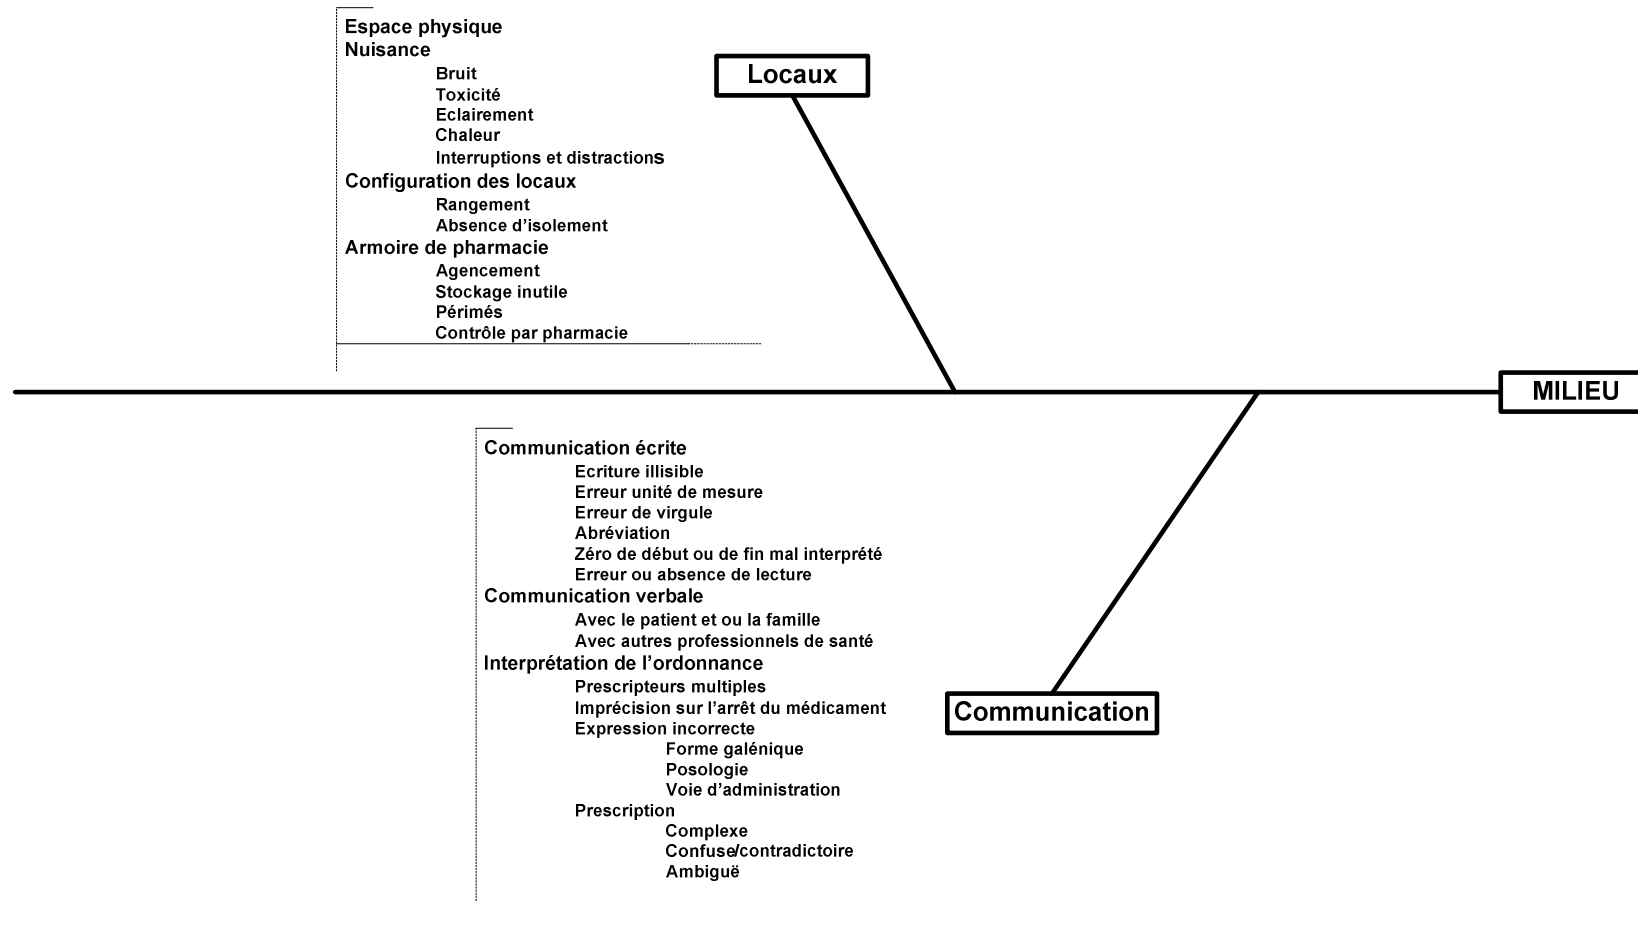 Espace physique
Nuisance
Bruit
Toxicité
Eclairement
Chaleur
Interruptions et distractions
Configuration des locaux
Rangement
Absence d’isolement
Armoire de pharmacie
Agencement
Stockage inutile
Périmés
Contrôle par pharmacie
Locaux
MILIEU
Communication écrite
Ecriture illisible
Erreur unité de mesure
Erreur de virgule
Abréviation
Zéro de début ou de fin mal interprété
Erreur ou absence de lecture
Communication verbale
Avec le patient et ou la famille
Avec autres professionnels de santé
Interprétation de l’ordonnance
Prescripteurs multiples
Imprécision sur l’arrêt du médicament
Expression incorrecte
Forme galénique
Posologie
Voie d’administration
Prescription
Complexe
Confuse/contradictoire
Ambiguë
Communication